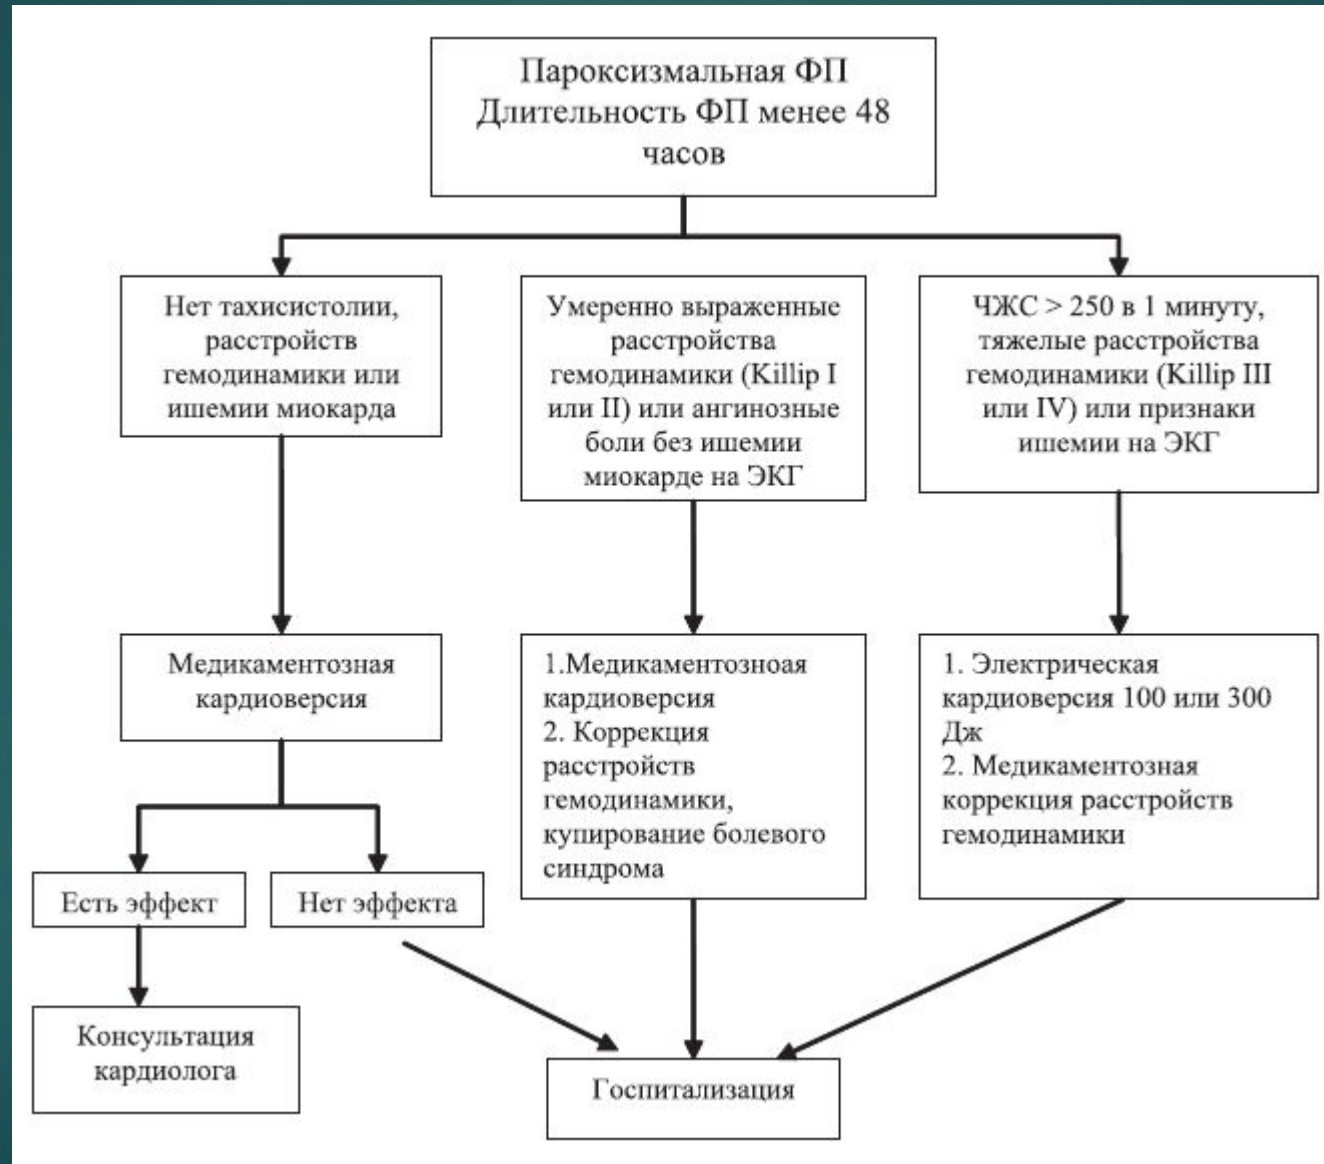 Пароксизмальная ФП
Длительность ФП менее 48
часов
Нет тахисистолии,
расстройств
гемодинамики или
ишемии миокарда
Умеренно выраженные
расстройства
гемодинамики (Killip I
или II) или ангинозные
боли без ишемии
миокарде на ЭКГ
ЧЖС > 250 в 1 минуту,
тяжелые расстройства
гемодинамики (Killip III
или IV) или признаки
ишемии на ЭКГ
Медикаментозная
кардиоверсия
1.Медикаментозноая
кардиоверсия
2. Коррекция
расстройств
гемодинамики,
купирование болевого
синдрома
1. Электрическая
кардиоверсия 100 или 300
Дж
2. Медикаментозная
коррекция расстройств
гемодинамики
Есть эффект
Нет эффекта
Консультация
кардиолога
Госпитализация